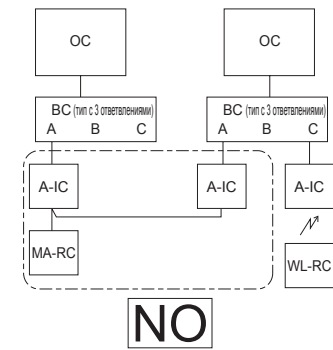 OC OC
BC (тип с 3 ответвлениями) BC (тип с 3 ответвлениями)
A B C A B C
A-IC A-IC A-IC
MA-RC WL-RC
NO